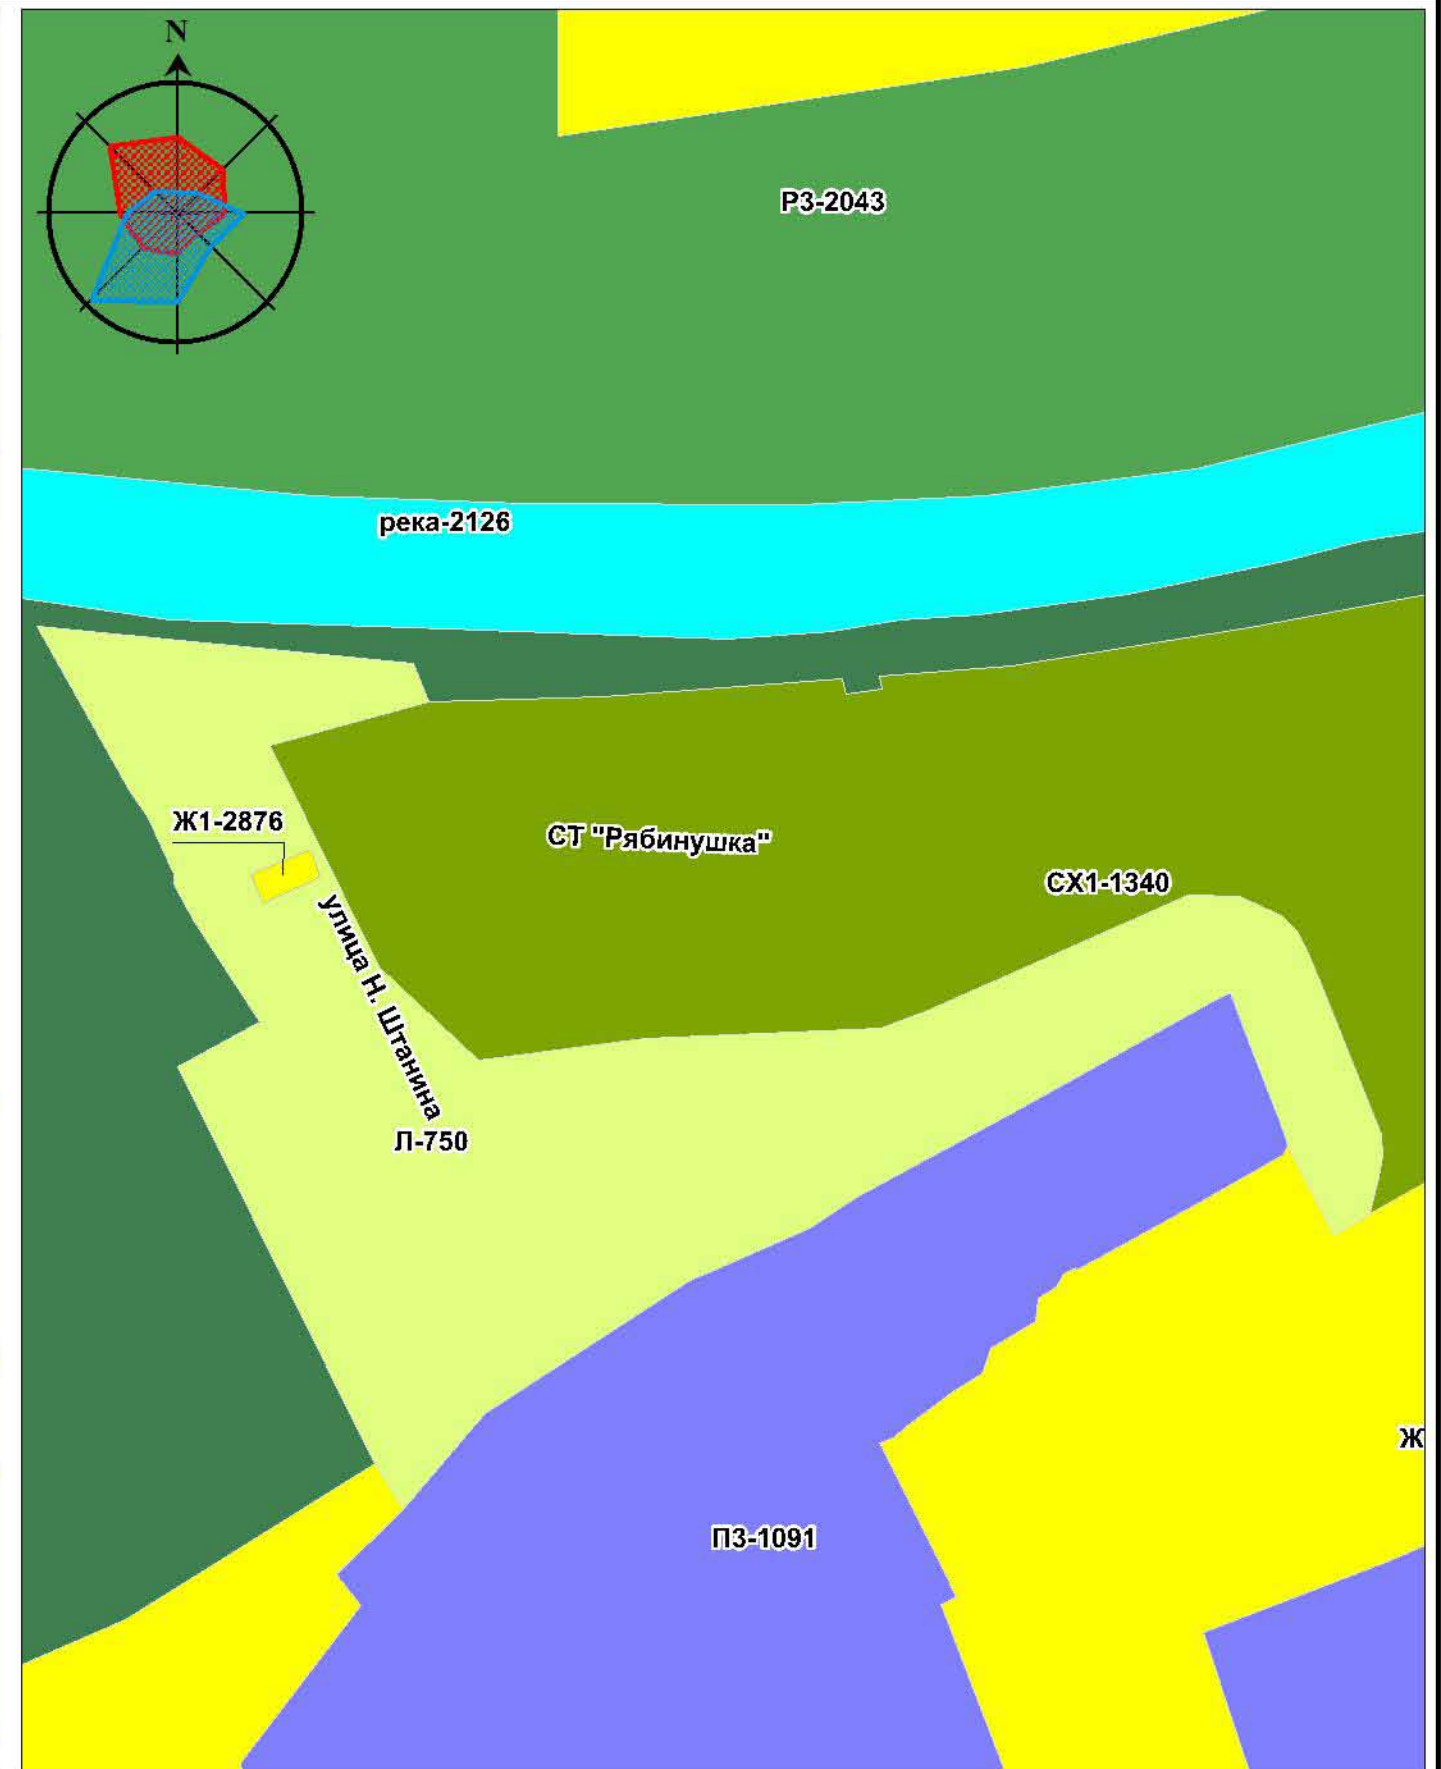 N
Р3-2043
река-2126
Ж1-2876
СТ "Рябинушка"
СХ1-1340
улица Н. Штанина
Л-750
Ж
П3-1091